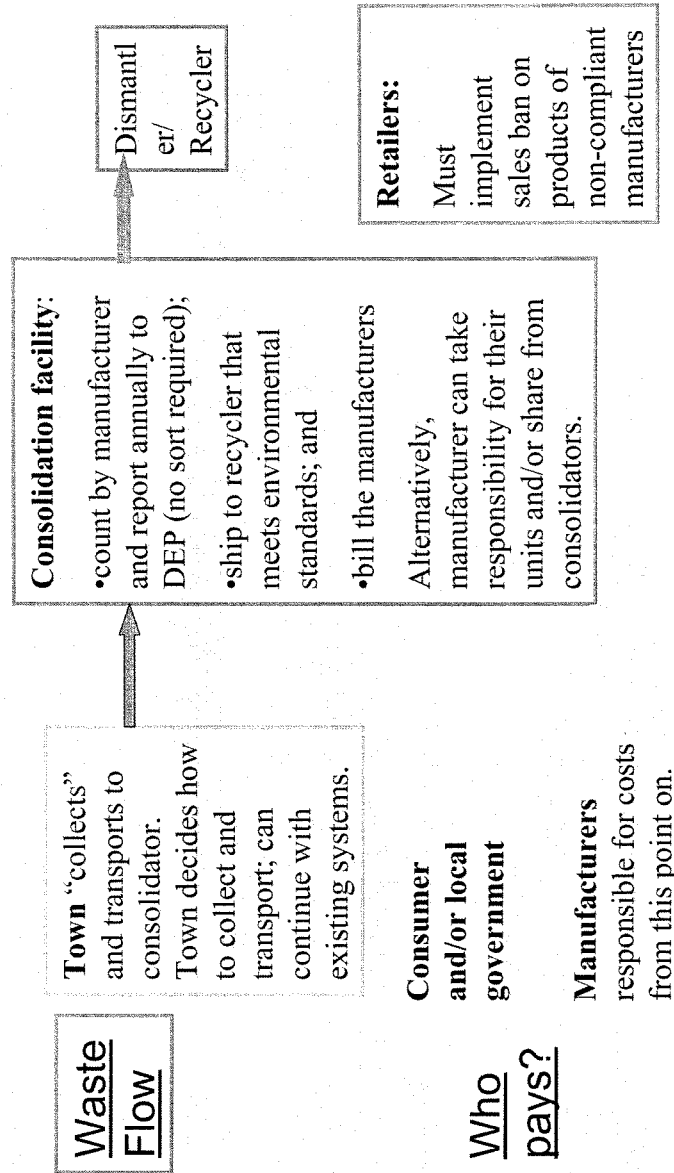 Waste
Flow
Town “collects”
and transports to
consolidator.
Town decides how
to collect and
transport; can
continue with
existing systems.
Consolidation facility:
•count by manufacturer
and report annually to
DEP (no sort required);
•ship to recycler that
meets environmental
standards; and
•bill the manufacturers
Alternatively,
manufacturer can take
responsibility for their
units and/or share from
consolidators.
Dismantl
er/
Recycler
Who
pays?
Consumer
and/or local
government
Manufacturers
responsible for costs
from this point on.
Retailers:
Must
implement
sales ban on
products of
non-compliant
manufacturers